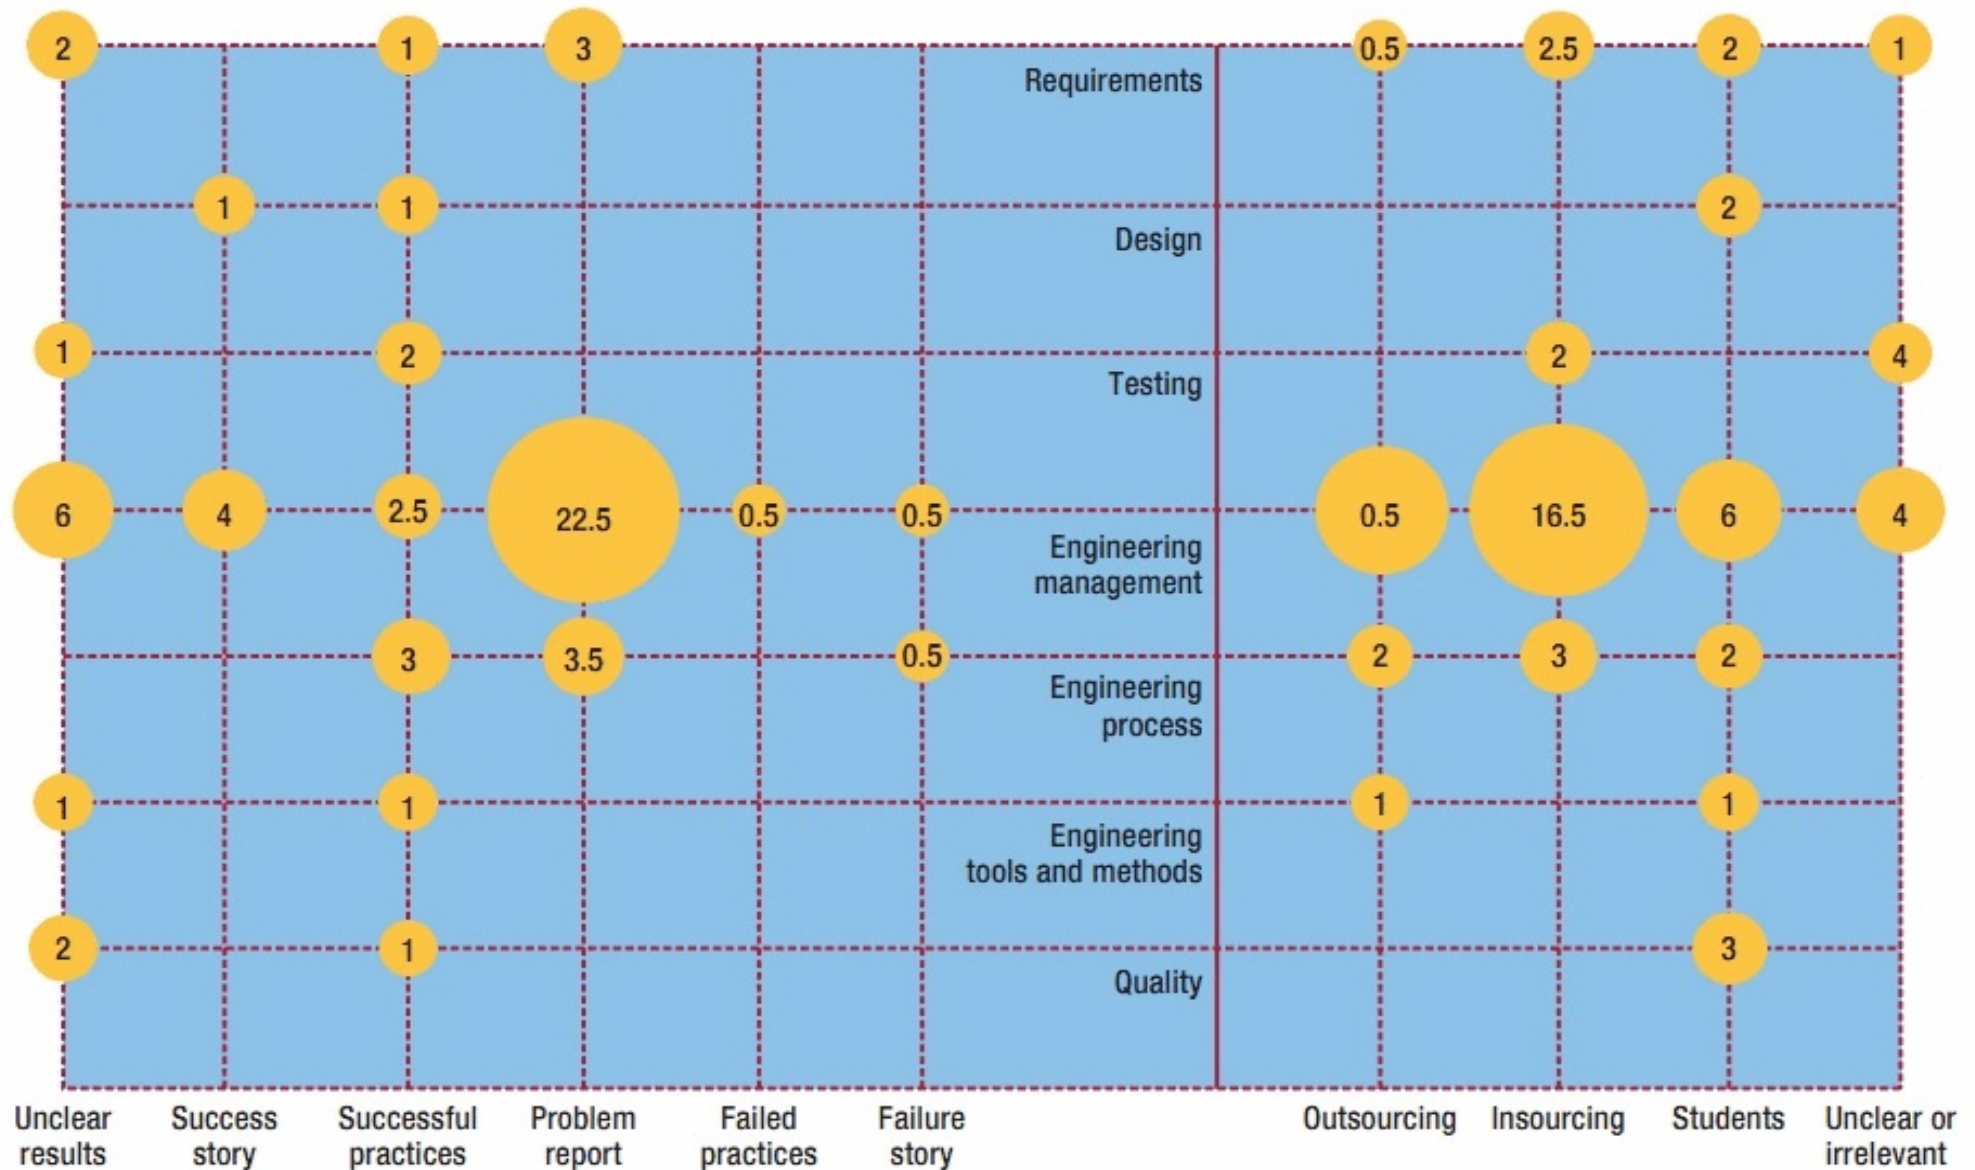 2 1 3 0.5 2.5 2 1
Requirements
1 1 2
Design
1 2 2 4
Testing
6 4 2.5 22.5 0.5 0.5 0.5 16.5 6 4
Engineering
management
3 3.5 0.5 2 3 2
Engineering
process
1 1 1 1
Engineering
tools and methods
2 1 3
Quality
Unclear Success Successful Problem Failed Failure Outsourcing Insourcing Students Unclear or
results story practices report practices story irrelevant